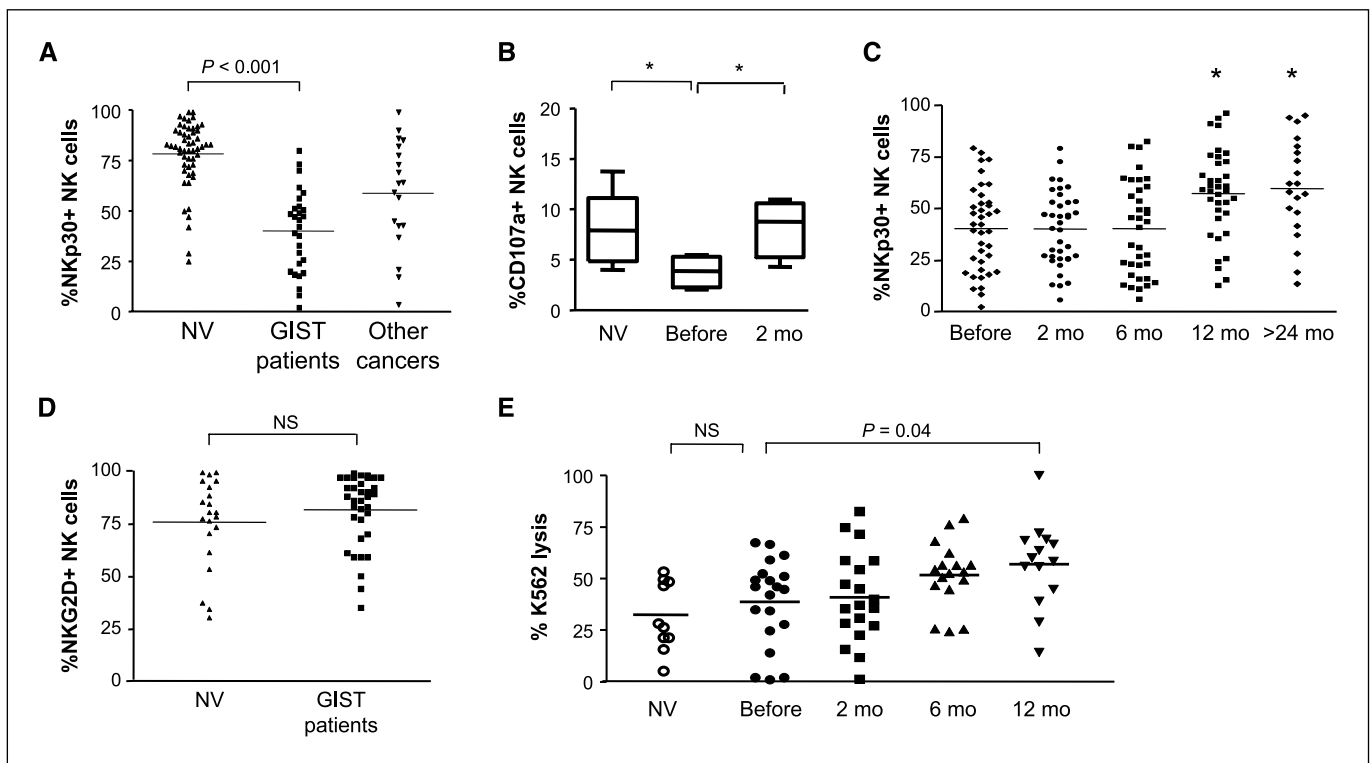 A
P < 0.001
%NKp30+ NK cells
100
75
50
25
0
NV
GIST
patients
Other
cancers
B
*
*
%CD107a+ NK cells
20
15
10
5
0
NV
Before
2 mo
C
*
*
%NKp30+ NK cells
100
75
50
25
0
Before
2 mo
6 mo
12 mo
>24 mo
D
NS
%NKG2D+ NK cells
100
75
50
25
0
NV
GIST
patients
E
NS
P = 0.04
% K562 lysis
100
75
50
25
0
NV
Before
2 mo
6 mo
12 mo